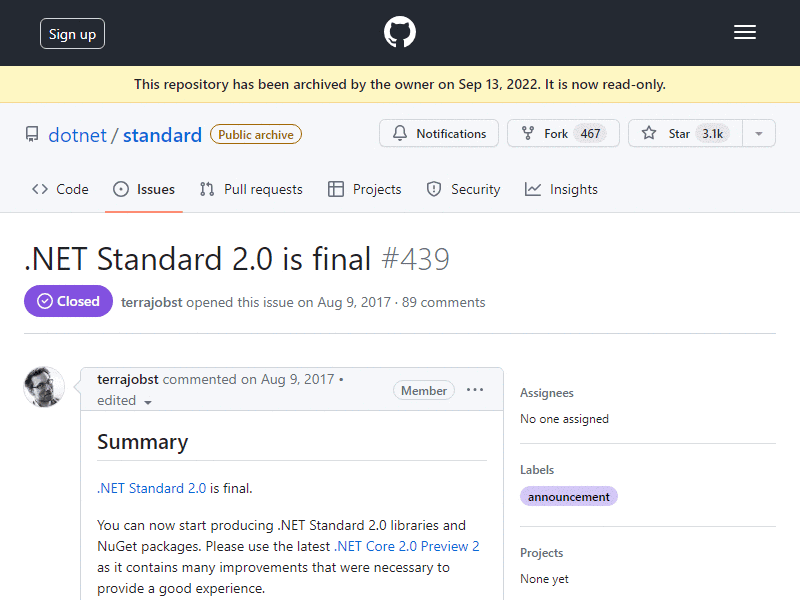 Sign up
This repository has been archived by the owner on Sep 13, 2022. It is now read-only.
dotnet / standard Public archive
Notifications Fork 467 Star 3.1k
Code Issues Pull requests Projects Security Insights
.NET Standard 2.0 is final #439
Closed terrajobst opened this issue on Aug 9, 2017 · 89 comments
terrajobst commented on Aug 9, 2017 •
edited
Member
Summary
.NET Standard 2.0 is final.
You can now start producing .NET Standard 2.0 libraries and
NuGet packages. Please use the latest .NET Core 2.0 Preview 2
as it contains many improvements that were necessary to
provide a good experience.
Assignees
No one assigned
Labels
announcement
Projects
None yet